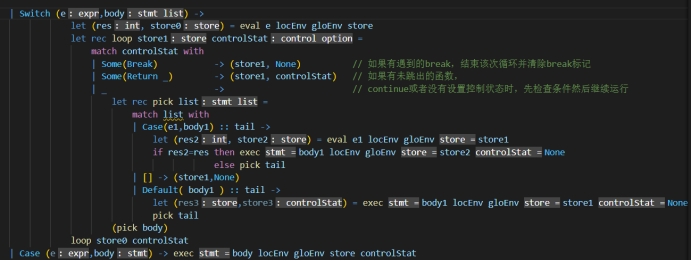 | Switch (e: expr,body: stmt list) ->
let (res: int, store0: store) = eval e locEnv gloEnv store
let rec loop store1: store controlStat: control option =
match controlStat with
| Some(Break) -> (store1, None) // 如果有遇到的break，结束该次循环并清除break标记
| Some(Return _) -> (store1, controlStat) // 如果有未跳出的函数，
| _ -> // continue或者没有设置控制状态时，先检查条件然后继续运行
let rec pick list: stmt list =
match list with
| Case(e1,body1) :: tail ->
let (res2: int, store2: store) = eval e1 locEnv gloEnv store = store1
if res2=res then exec stmt = body1 locEnv gloEnv store = store2 controlStat = None
else pick tail
| [] -> (store1,None)
| Default( body1 ) :: tail ->
let (res3: store,store3: controlStat) = exec stmt = body1 locEnv gloEnv store = store1 controlStat = None
pick tail
(pick body)
loop store0 controlStat
| Case (e: expr,body: stmt) -> exec stmt = body locEnv gloEnv store controlStat